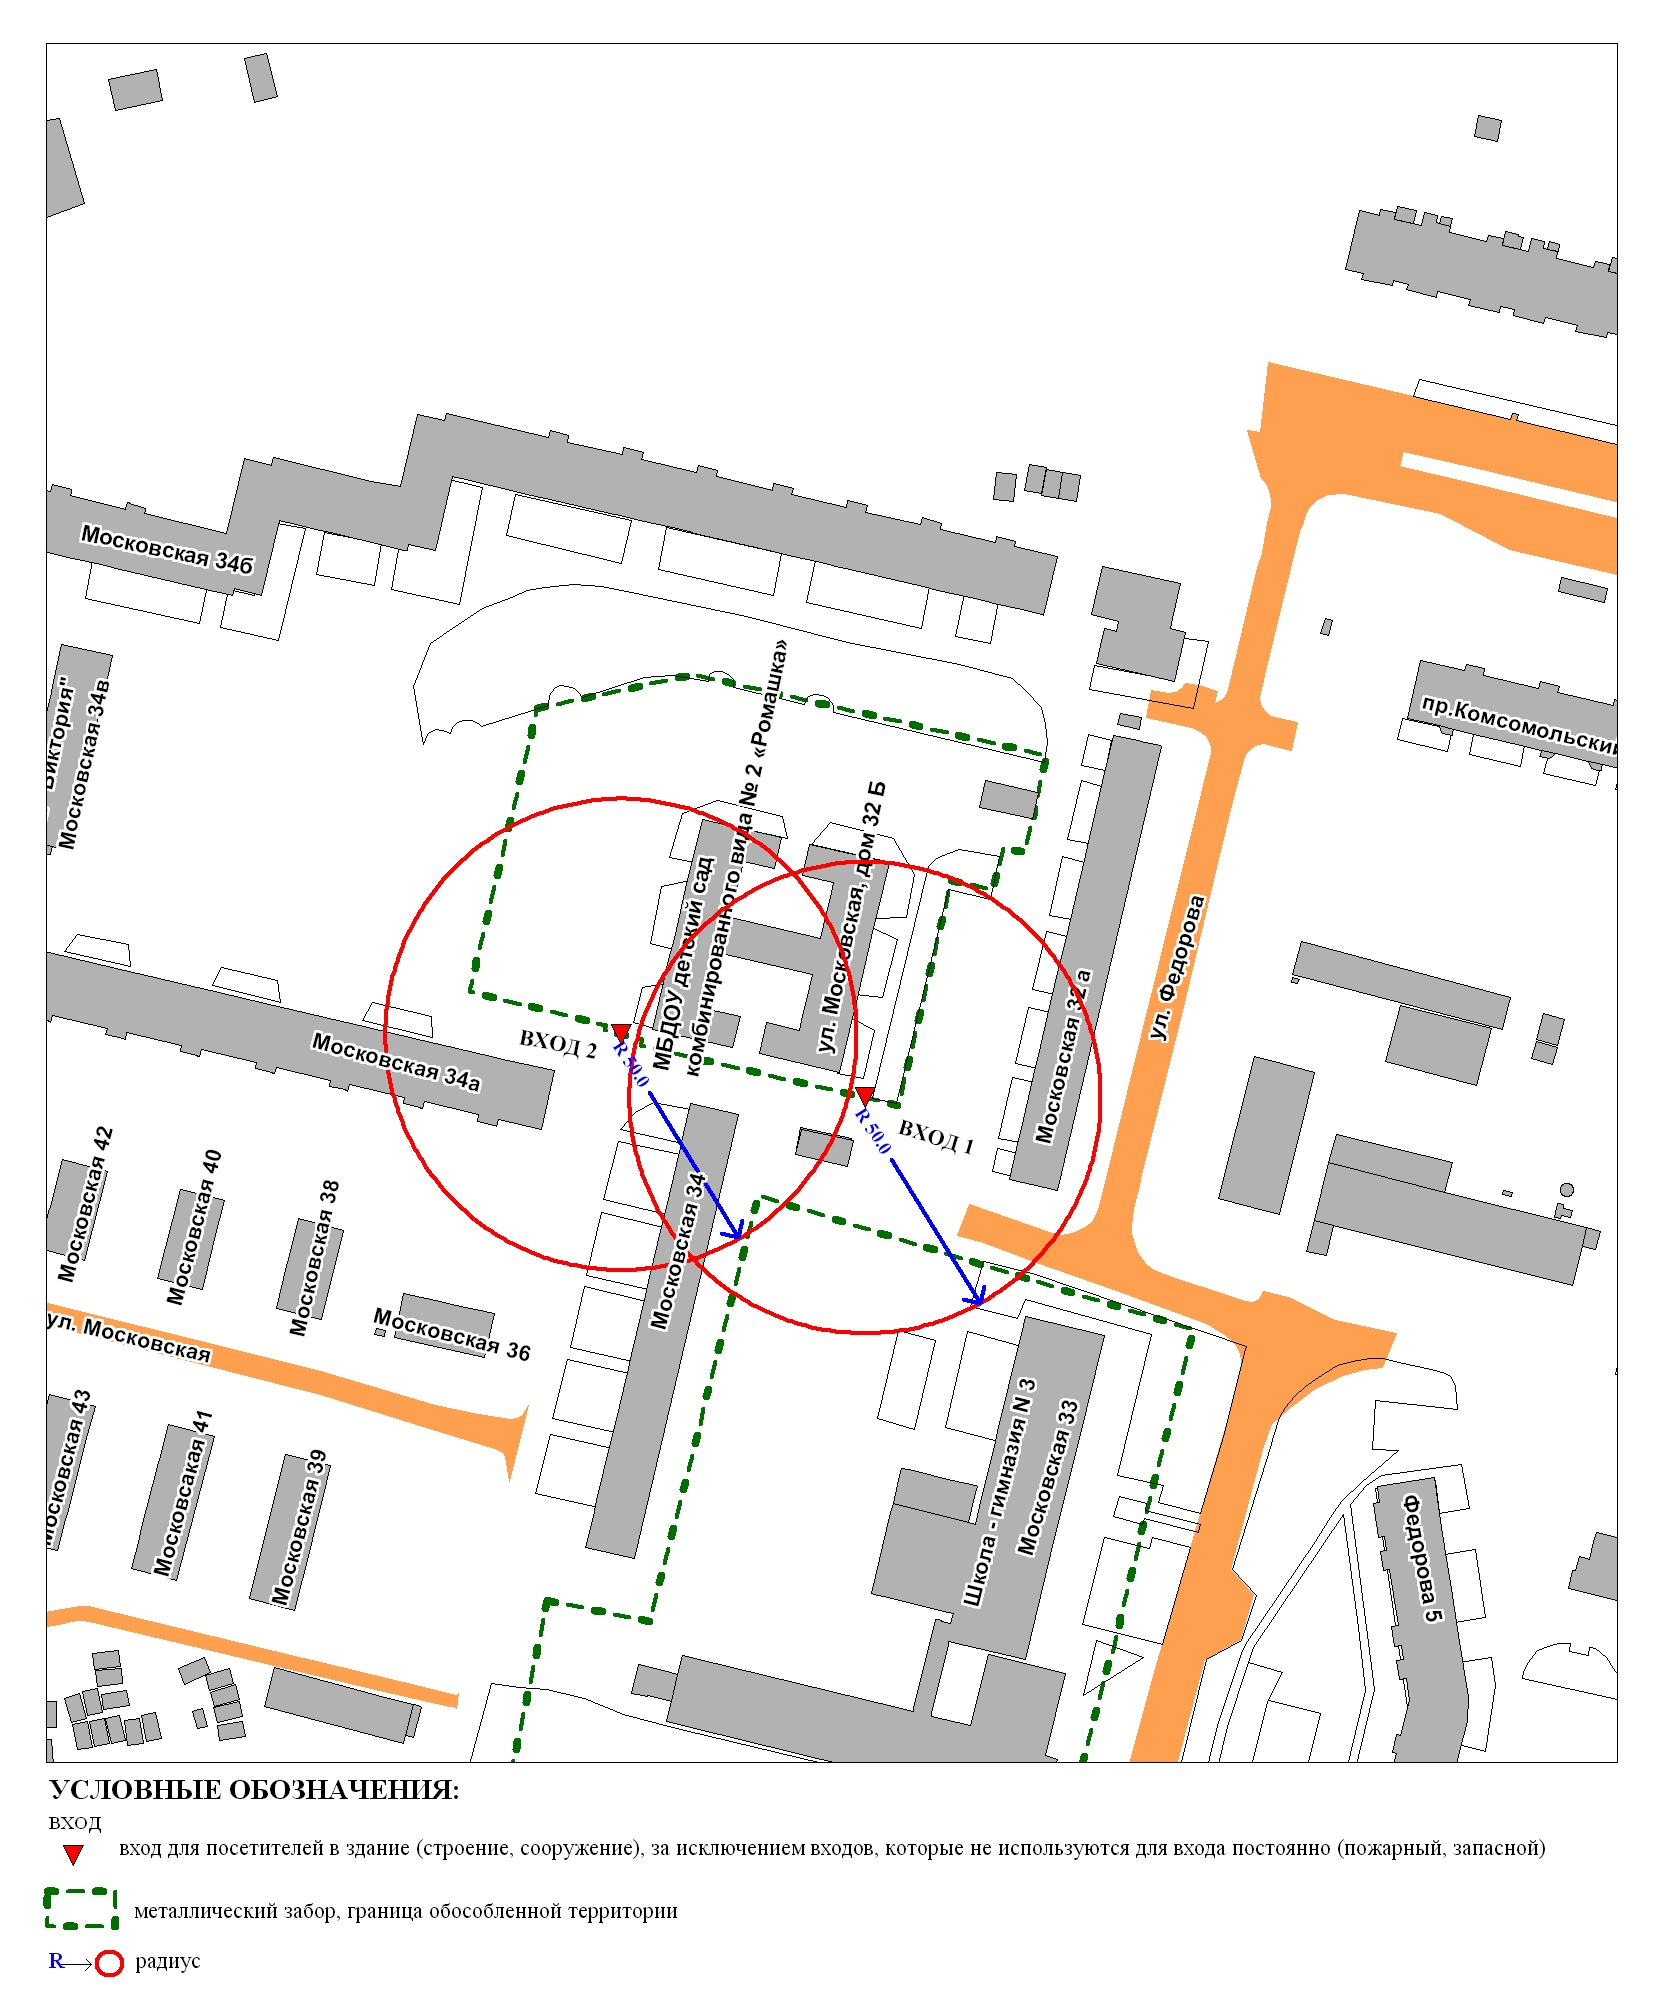 Московская 34б
Виктория"
Московская 34в
пр.Комсомольский
МБДОУ детский сад
комбинированного вида № 2 «Ромашка»
ул. Московская, дом 32 Б
ул. Федорова
Московская 32 а
ВХОД 2
R 50.0
Московская 34а
R 50.0
ВХОД 1
Московская 42
Московская 40
Московская 38
Московская 34
Московская 36
ул. Московская
Московская 43
Московсакая 41
Московская 39
Школа - гимназия N 3
Московская 33
Федорова 5
УСЛОВНЫЕ ОБОЗНАЧЕНИЯ:
ВХОД
вход для посетителей в здание (строение, сооружение), за исключением входов, которые не используются для входа постоянно (пожарный, запасной)
металлический забор, граница обособленной территории
R
радиус